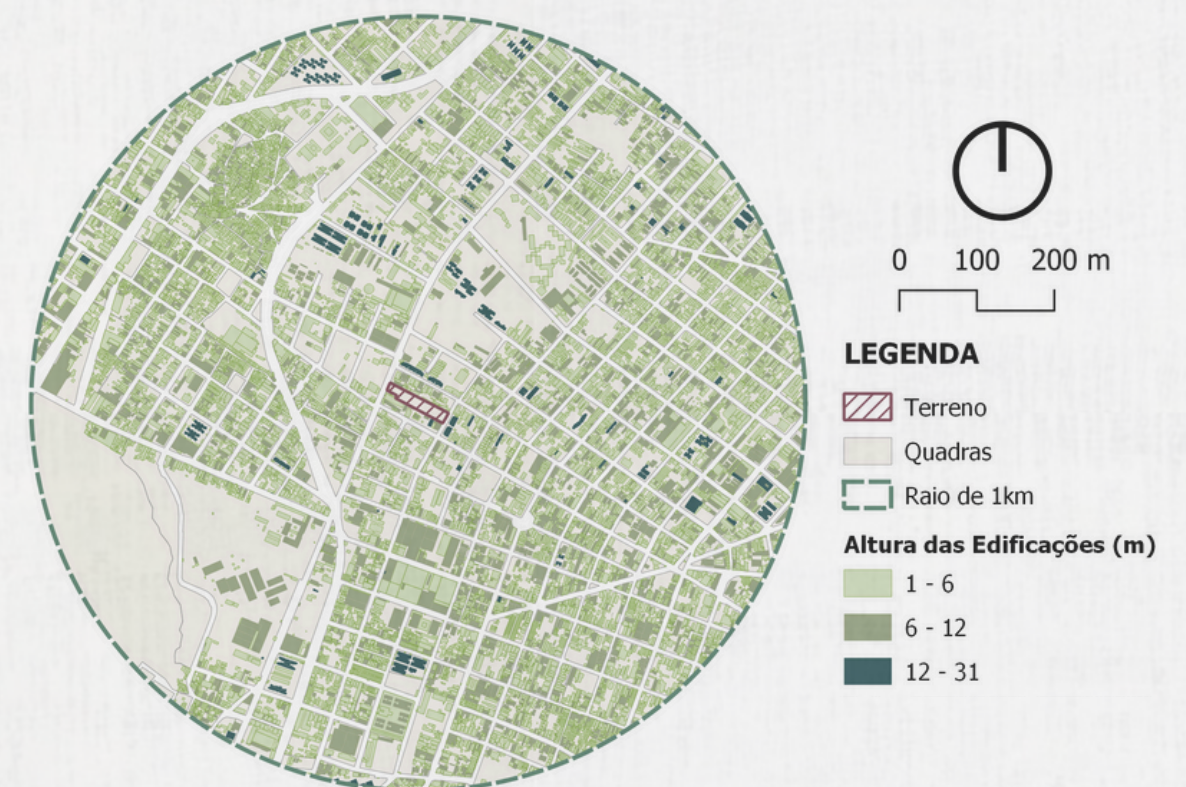 0 100 200 m
LEGENDA
Terreno
Quadras
Raio de 1km
Altura das Edificações (m)
1 - 6
6 - 12
12 - 31